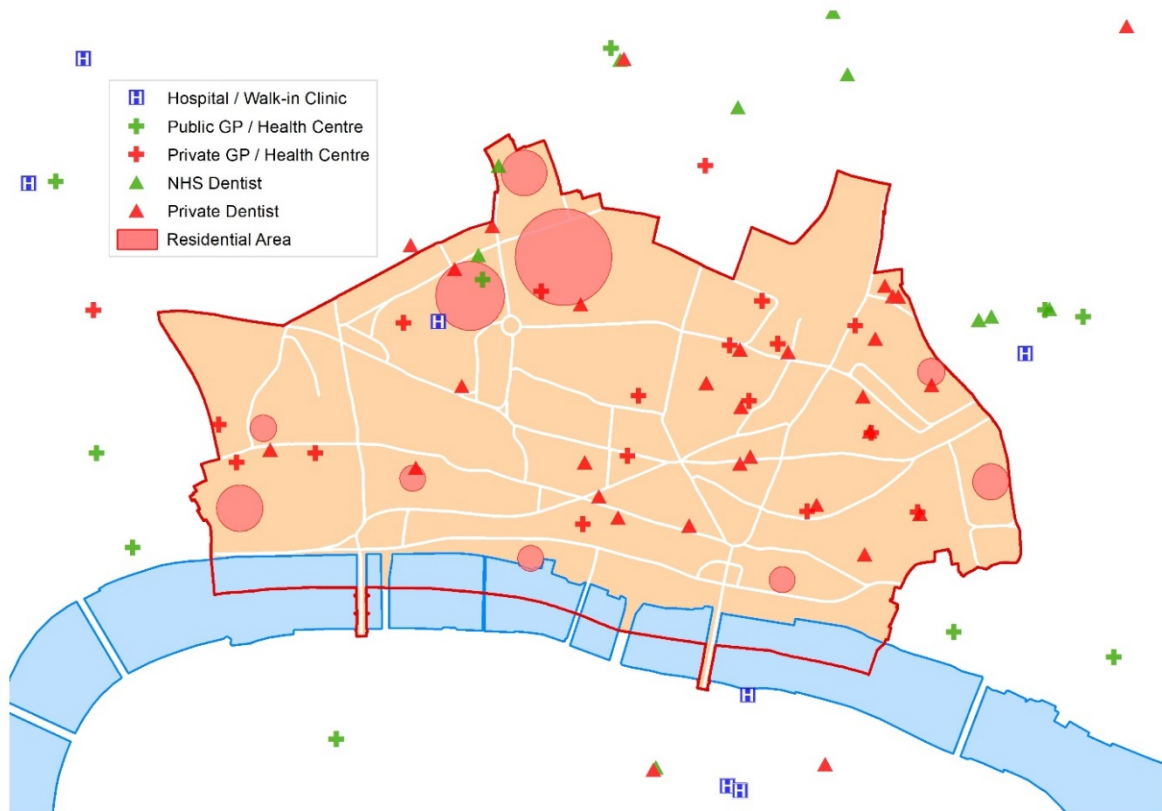 Hospital / Walk-in Clinic
Public GP / Health Centre
Private GP / Health Centre
NHS Dentist
Private Dentist
Residential Area
H
H
H
H
H
H
H
H